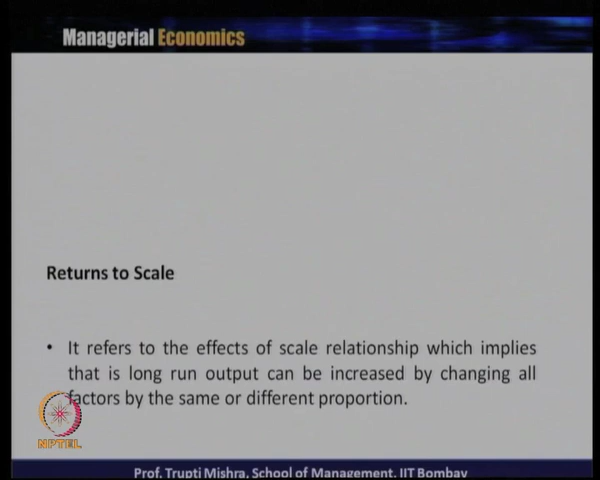 Managerial Economics
Returns to Scale
• It refers to the effects of scale relationship which implies
that is long run output can be increased by changing all
factors by the same or different proportion.
NPTEL
Prof. Trupti Mishra, School of Management, IIT Bombay